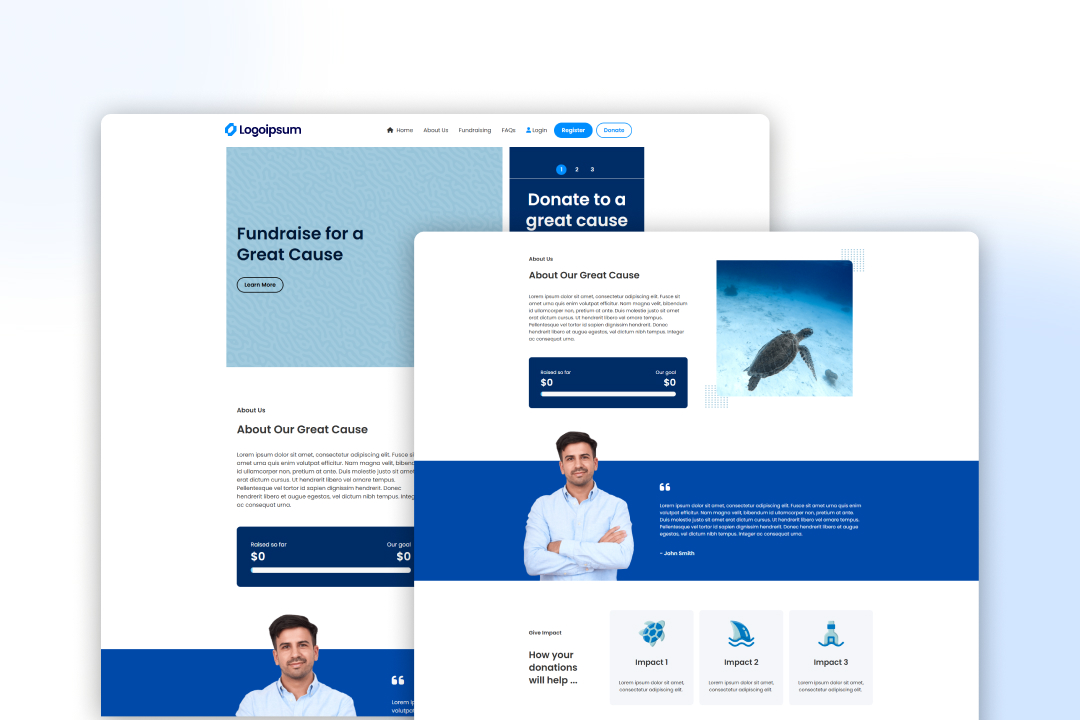 Logoipsum
Home About Us Fundraising FAQs Login Register Donate
Fundraise for a
Great Cause
Learn More
1 2 3
Donate to a
great cause
About Us
About Our Great Cause
Lorem ipsum dolor sit amet, consectetur adipiscing elit. Fusce si
amet urna quis enim volutpat efficitur. Nam magna velit, bibend
id ullamcorper non, pretium at ante. Duis molestie justo sit amet
erat dictum cursus. Ut hendrerit libero vel ornare tempus.
Pellentesque vel tortor id sapien dignissim hendrerit. Donec
hendrerit libero et augue egestas, vel dictum nibh tempus. Integ
ac consequat urna.
Raised so far Our goal
$0 $0
“
Lorem ip
volutpat
About Us
About Our Great Cause
Lorem ipsum dolor sit amet, consectetur adipiscing elit. Fusce sit
amet urna quis enim volutpat efficitur. Nam magna velit, bibendum
id ullamcorper non, pretium at ante. Duis molestie justo sit amet
erat dictum cursus. Ut hendrerit libero vel ornare tempus.
Pellentesque vel tortor id sapien dignissim hendrerit. Donec
hendrerit libero et augue egestas, vel dictum nibh tempus. Integer
ac consequat urna.
Raised so far Our goal
$0 $0
“
Lorem ipsum dolor sit amet, consectetur adipiscing elit. Fusce sit amet urna quis enim
volutpat efficitur. Nam magna velit, bibendum id ullamcorper non, pretium at ante.
Duis molestie justo sit amet erat dictum cursus. Ut hendrerit libero vel ornare tempus.
Pellentesque vel tortor id sapien dignissim hendrerit. Donec hendrerit libero et augue
egestas, vel dictum nibh tempus. Integer ac consequat urna.
- John Smith
Give Impact
How your
donations
will help ...
Impact 1
Lorem ipsum dolor sit amet,
consectetur adipiscing elit.
Impact 2
Lorem ipsum dolor sit amet,
consectetur adipiscing elit.
Impact 3
Lorem ipsum dolor sit amet,
consectetur adipiscing elit.